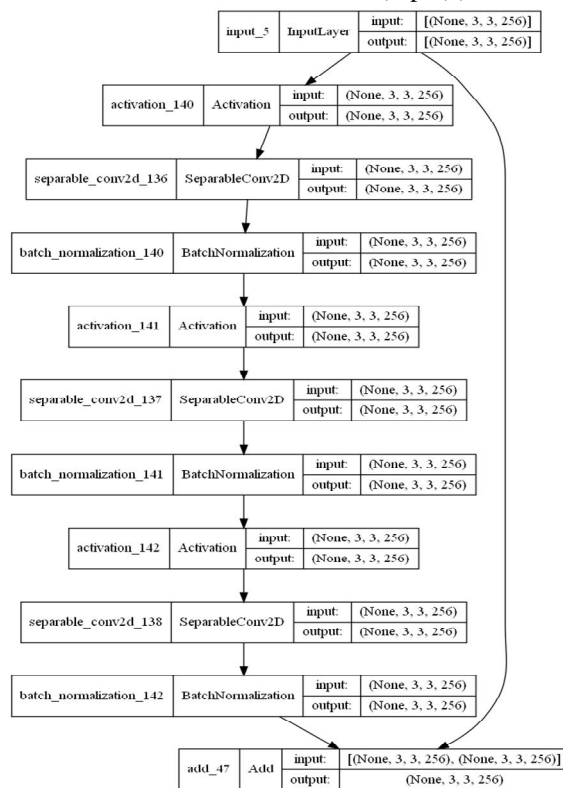 input_5 InputLayer input: [(None, 3, 3, 256)]
output: [(None, 3, 3, 256)]
activation_140 Activation input: (None, 3, 3, 256)
output: (None, 3, 3, 256)
separable_conv2d_136 SeparableConv2D input: (None, 3, 3, 256)
output: (None, 3, 3, 256)
batch_normalization_140 BatchNormalization input: (None, 3, 3, 256)
output: (None, 3, 3, 256)
activation_141 Activation input: (None, 3, 3, 256)
output: (None, 3, 3, 256)
separable_conv2d_137 SeparableConv2D input: (None, 3, 3, 256)
output: (None, 3, 3, 256)
batch_normalization_141 BatchNormalization input: (None, 3, 3, 256)
output: (None, 3, 3, 256)
activation_142 Activation input: (None, 3, 3, 256)
output: (None, 3, 3, 256)
separable_conv2d_138 SeparableConv2D input: (None, 3, 3, 256)
output: (None, 3, 3, 256)
batch_normalization_142 BatchNormalization input: (None, 3, 3, 256)
output: (None, 3, 3, 256)
add_47 Add input: [(None, 3, 3, 256), (None, 3, 3, 256)]
output: (None, 3, 3, 256)